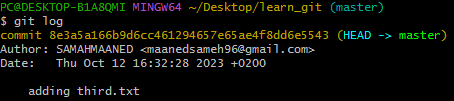 PC@DESKTOP-B1A8QMI MINGW64 ~/Desktop/learn_git (master)
$ git log
commit 8e3a5a166b9d6cc461294657e65ae4f8dd6e5543 (HEAD -> master)
Author: SAMAHMAANED <maanedsameh96@gmail.com>
Date:   Thu Oct 12 16:32:28 2023 +0200
    adding third.txt